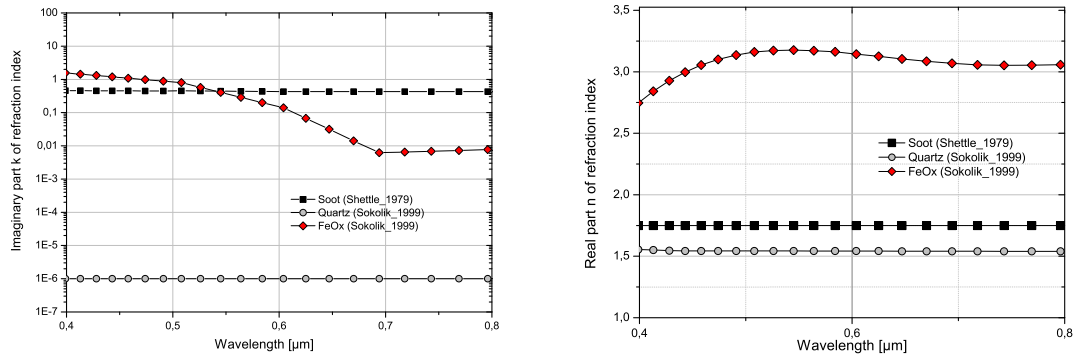 100
10
1
0,1
0,01
1E-3
1E-4
1E-5
1E-6
1E-7
Imaginary part k of refraction index
Soot (Shettle_1979)
Quartz (Sokolik_1999)
FeOx (Sokolik_1999)
0,4 0,5 0,6 0,7 0,8
Wavelength [µm]
3,5
3,0
2,5
2,0
1,5
1,0
Real part n of refraction index
Soot (Shettle_1979)
Quartz (Sokolik_1999)
FeOx (Sokolik_1999)
0,4 0,6 0,8
Wavelength [µm]